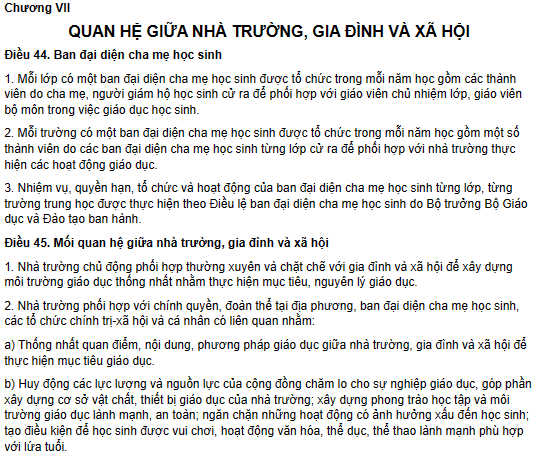 Chương VII
QUAN HỆ GIỮA NHÀ TRƯỜNG, GIA ĐÌNH VÀ XÃ HỘI
Điều 44. Ban đại diện cha mẹ học sinh
1. Mỗi lớp có một ban đại diện cha mẹ học sinh được tổ chức trong mỗi năm học gồm các thành
viên do cha mẹ, người giám hộ học sinh cử ra để phối hợp với giáo viên chủ nhiệm lớp, giáo viên
bộ môn trong việc giáo dục học sinh.
2. Mỗi trường có một ban đại diện cha mẹ học sinh được tổ chức trong mỗi năm học gồm một số
thành viên do các ban đại diện cha mẹ học sinh từng lớp cử ra để phối hợp với nhà trường thực
hiện các hoạt động giáo dục.
3. Nhiệm vụ, quyền hạn, tổ chức và hoạt động của ban đại diện cha mẹ học sinh từng lớp, từng
trường trung học được thực hiện theo Điều lệ ban đại diện cha mẹ học sinh do Bộ trưởng Bộ Giáo
dục và Đào tạo ban hành.
Điều 45. Mối quan hệ giữa nhà trường, gia đình và xã hội
1. Nhà trường chủ động phối hợp thường xuyên và chặt chẽ với gia đình và xã hội để xây dựng
môi trường giáo dục thống nhất nhằm thực hiện mục tiêu, nguyên lý giáo dục.
2. Nhà trường phối hợp với chính quyền, đoàn thể tại địa phương, ban đại diện cha mẹ học sinh,
các tổ chức chính trị-xã hội và cá nhân có liên quan nhằm:
a) Thống nhất quan điểm, nội dung, phương pháp giáo dục giữa nhà trường, gia đình và xã hội để
thực hiện mục tiêu giáo dục.
b) Huy động các lực lượng và nguồn lực của cộng đồng chăm lo cho sự nghiệp giáo dục, góp phần
xây dựng cơ sở vật chất, thiết bị giáo dục của nhà trường; xây dựng phong trào học tập và môi
trường giáo dục lành mạnh, an toàn; ngăn chặn những hoạt động có ảnh hưởng xấu đến học sinh;
tạo điều kiện để học sinh được vui chơi, hoạt động văn hóa, thể dục, thể thao lành mạnh phù hợp
với lứa tuổi.